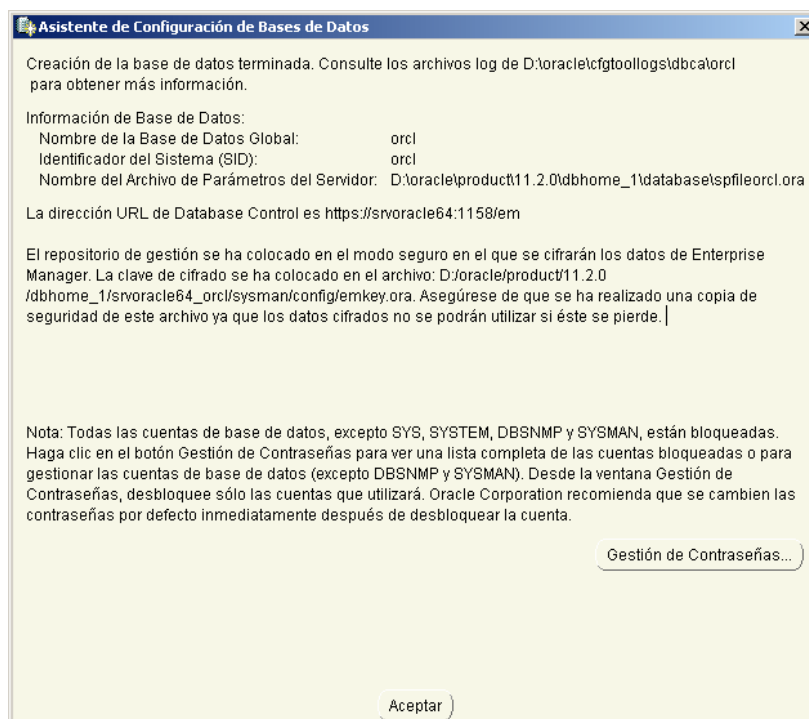 Asistente de Configuración de Bases de Datos
Creación de la base de datos terminada. Consulte los archivos log de D:\oracle\cfgtoollogs\dbca\orcl
para obtener más información.
Información de Base de Datos:
Nombre de la Base de Datos Global: orcl
Identificador del Sistema (SID): orcl
Nombre del Archivo de Parámetros del Servidor: D:\oracle\product\11.2.0\dbhome_1\database\spfileorcl.ora
La dirección URL de Database Control es https://srvoracle64:1158/em
El repositorio de gestión se ha colocado en el modo seguro en el que se cifrarán los datos de Enterprise
Manager. La clave de cifrado se ha colocado en el archivo: D:/oracle/product/11.2.0
/dbhome_1/srvoracle64_orcl/sysman/config/emkey.ora. Asegúrese de que se ha realizado una copia de
seguridad de este archivo ya que los datos cifrados no se podrán utilizar si éste se pierde.
Nota: Todas las cuentas de base de datos, excepto SYS, SYSTEM, DBSNMP y SYSMAN, están bloqueadas.
Haga clic en el botón Gestión de Contraseñas para ver una lista completa de las cuentas bloqueadas o para
gestionar las cuentas de base de datos (excepto DBSNMP y SYSMAN). Desde la ventana Gestión de
Contraseñas, desbloquee sólo las cuentas que utilizará. Oracle Corporation recomienda que se cambien las
contraseñas por defecto inmediatamente después de desbloquear la cuenta.
Gestión de Contraseñas...
Aceptar